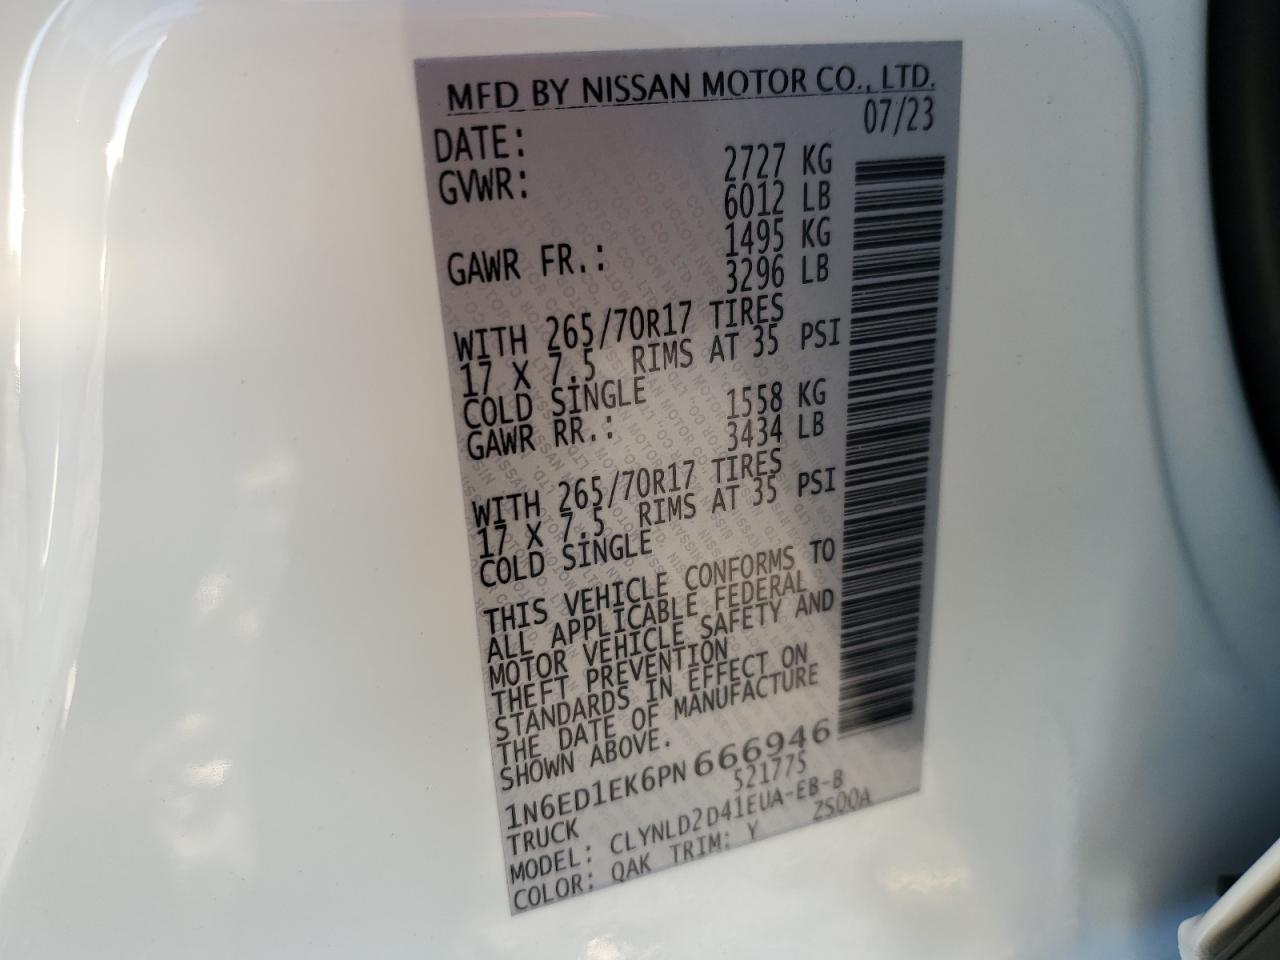 MFD BY NISSAN MOTOR CO., LTD.
DATE: 07/23
GVWR: 2727 KG
6012 LB
GAWR FR.: 1495 KG
3296 LB
WITH 265/70R17 TIRES
17 X 7.5 RIMS AT 35 PSI
COLD SINGLE
GAWR RR.: 1558 KG
3434 LB
WITH 265/70R17 TIRES
17 X 7.5 RIMS AT 35 PSI
COLD SINGLE
THIS VEHICLE CONFORMS TO
ALL APPLICABLE FEDERAL
MOTOR VEHICLE SAFETY AND
THEFT PREVENTION
STANDARDS IN EFFECT ON
THE DATE OF MANUFACTURE
SHOWN ABOVE.
1N6ED1EK6PN666946
TRUCK 521775
MODEL: CLYNLD2D41EUA-EB-B
COLOR: QAK TRIM: Y ZS00A